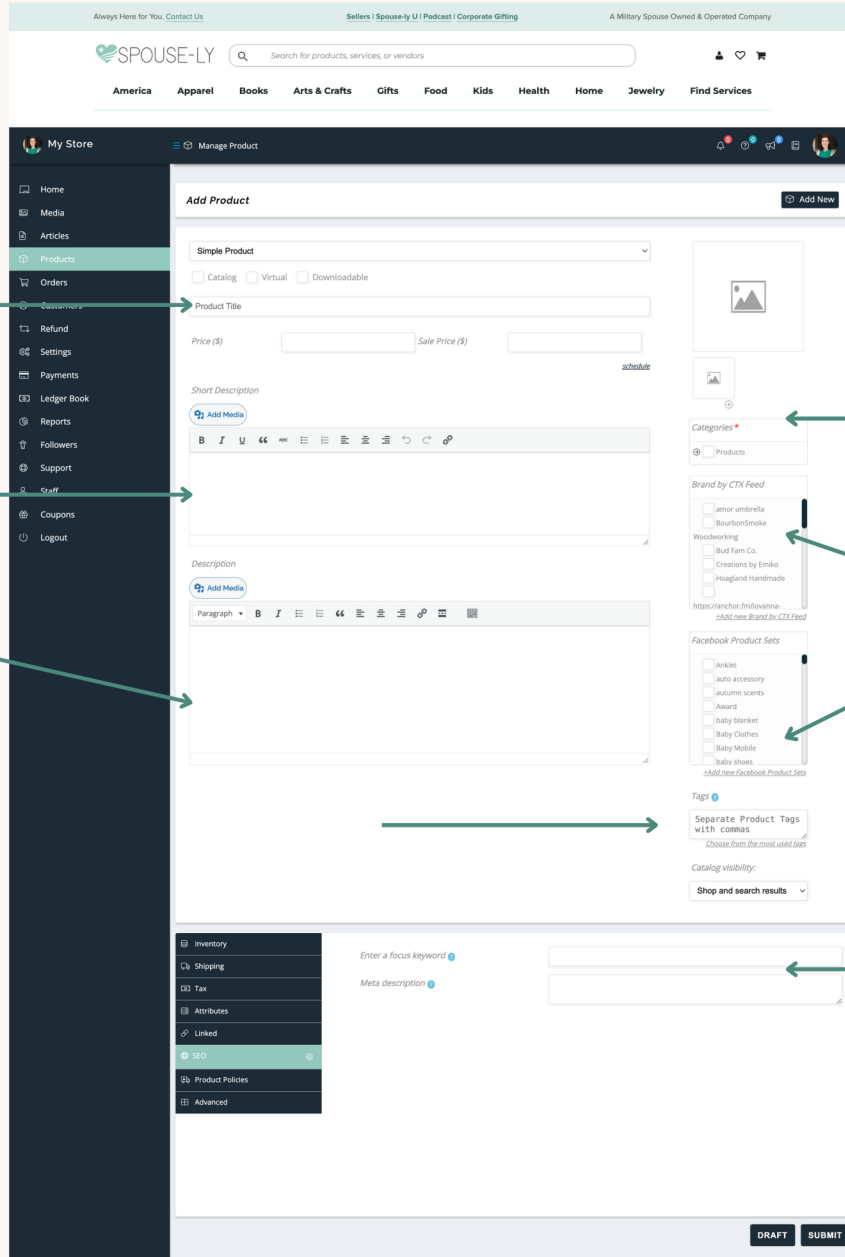 Always Here for You. Contact Us
Sellers | Spouse-ly U | Podcast | Corporate Gifting
A Military Spouse Owned & Operated Company
SPOUSE-LY
Search for products, services, or vendors
America Apparel Books Arts & Crafts Gifts Food Kids Health Home Jewelry Find Services
My Store
Manage Product
0 0 0
Home
Media
Articles
Products
Orders
Customers
Refund
Settings
Payments
Ledger Book
Reports
Followers
Support
Staff
Coupons
Logout
Add Product
Add New
Simple Product
Catalog Virtual Downloadable
Product Title
Price ($) Sale Price ($)
schedule
Short Description
Add Media
B I U ABC
Description
Add Media
Paragraph B I
Categories *
Products
Brand by CTX Feed
amor umbrella
BourbonSmoke
Woodworking
Bud Fam Co.
Creations by Emiko
Hoagland Handmade
https://anchor.fm/iovanna-
+Add new Brand by CTX Feed
Facebook Product Sets
Anklet
auto accessory
autumn scents
Award
baby blanket
Baby Clothes
Baby Mobile
baby shoes
+Add new Facebook Product Sets
Tags
Separate Product Tags
with commas
Choose from the most used tags
Catalog visibility:
Shop and search results
Inventory
Shipping
Tax
Attributes
Linked
SEO
Product Policies
Advanced
Enter a focus keyword
Meta description
DRAFT SUBMIT